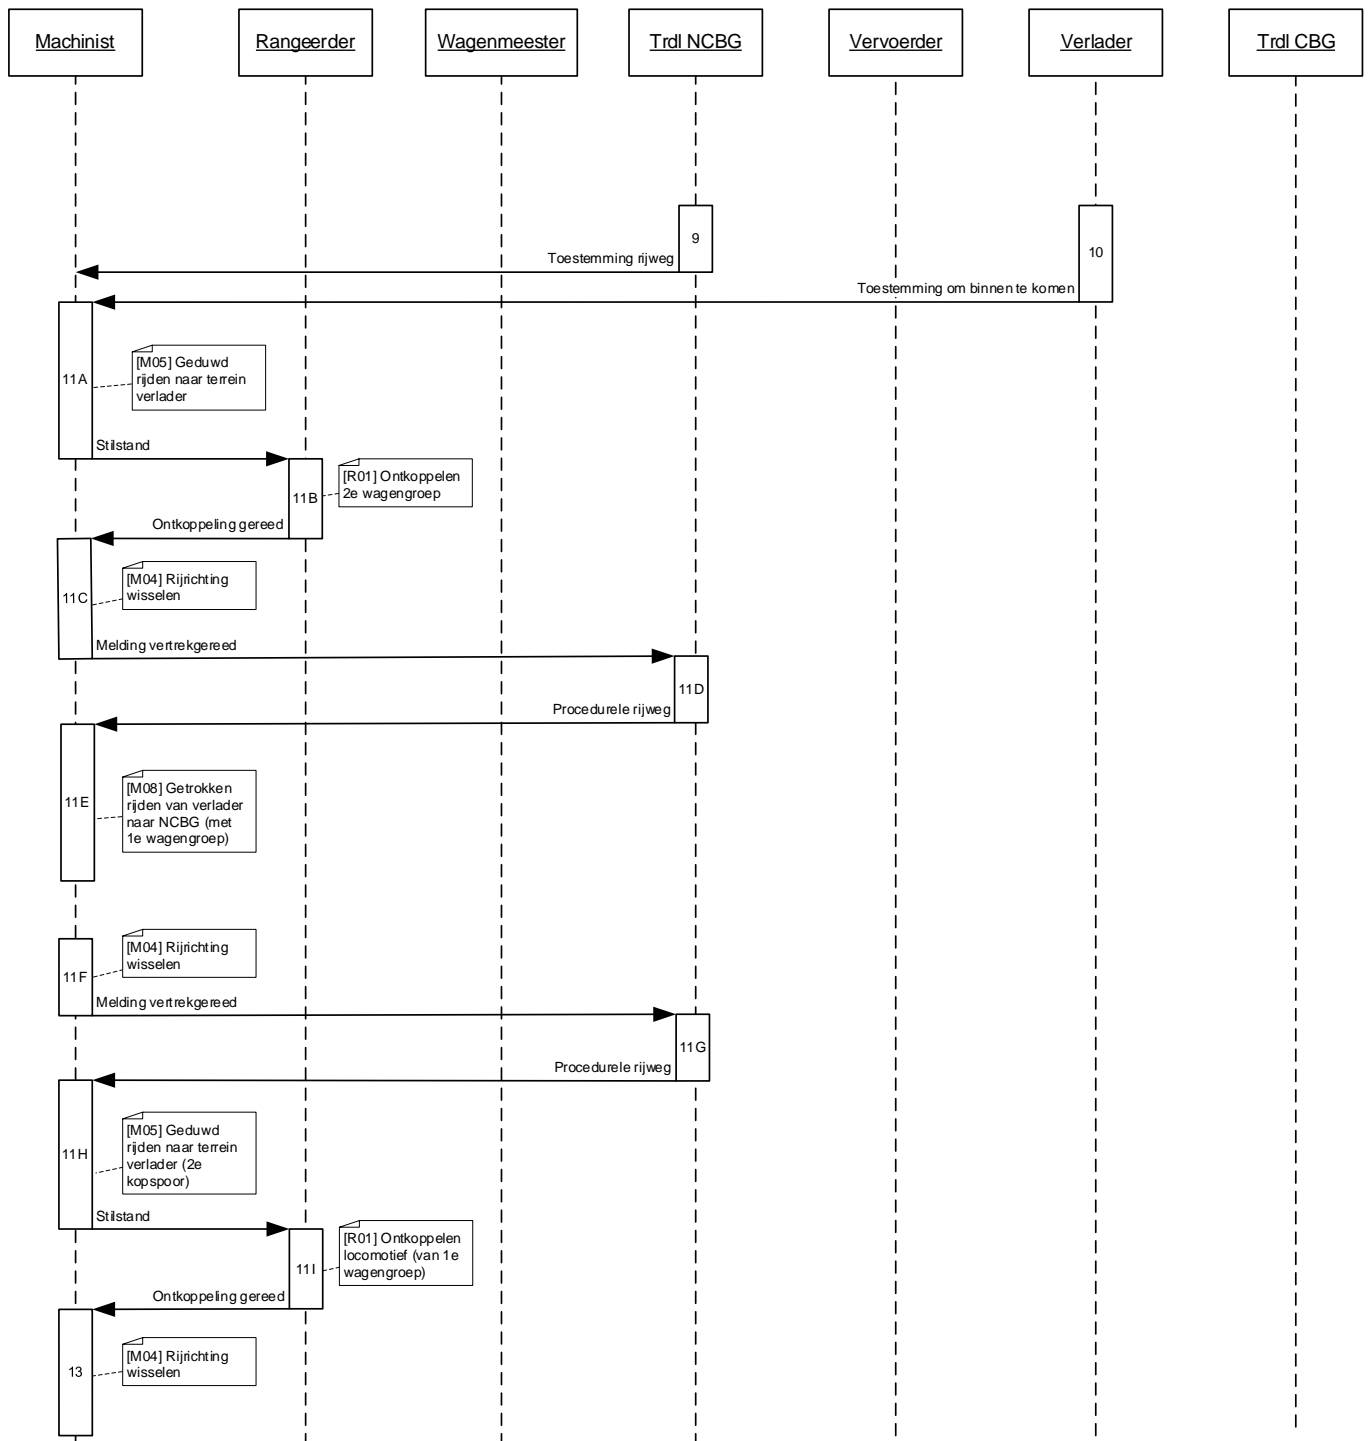 Machinist
Rangeerder
Wagenmeester
Trdl NCBG
Vervoerder
Verlader
Trdl CBG
9
10
Toestemming rijweg
Toestemming om binnen te komen
11A
[M05] Geduwd
rijden naar terrein
verlader
Stilstand
11B
[R01] Ontkoppelen
2e wagengroep
Ontkoppeling gereed
11C
[M04] Rijrichting
wisselen
Melding vertrekgereed
11D
Procedurele rijweg
11E
[M08] Getrokken
rijden van verlader
naar NCBG (met
1e wagengroep)
11F
[M04] Rijrichting
wisselen
Melding vertrekgereed
11G
Procedurele rijweg
11H
[M05] Geduwd
rijden naar terrein
verlader (2e
kopspoor)
Stilstand
11I
[R01] Ontkoppelen
locomotief (van 1e
wagengroep)
Ontkoppeling gereed
13
[M04] Rijrichting
wisselen